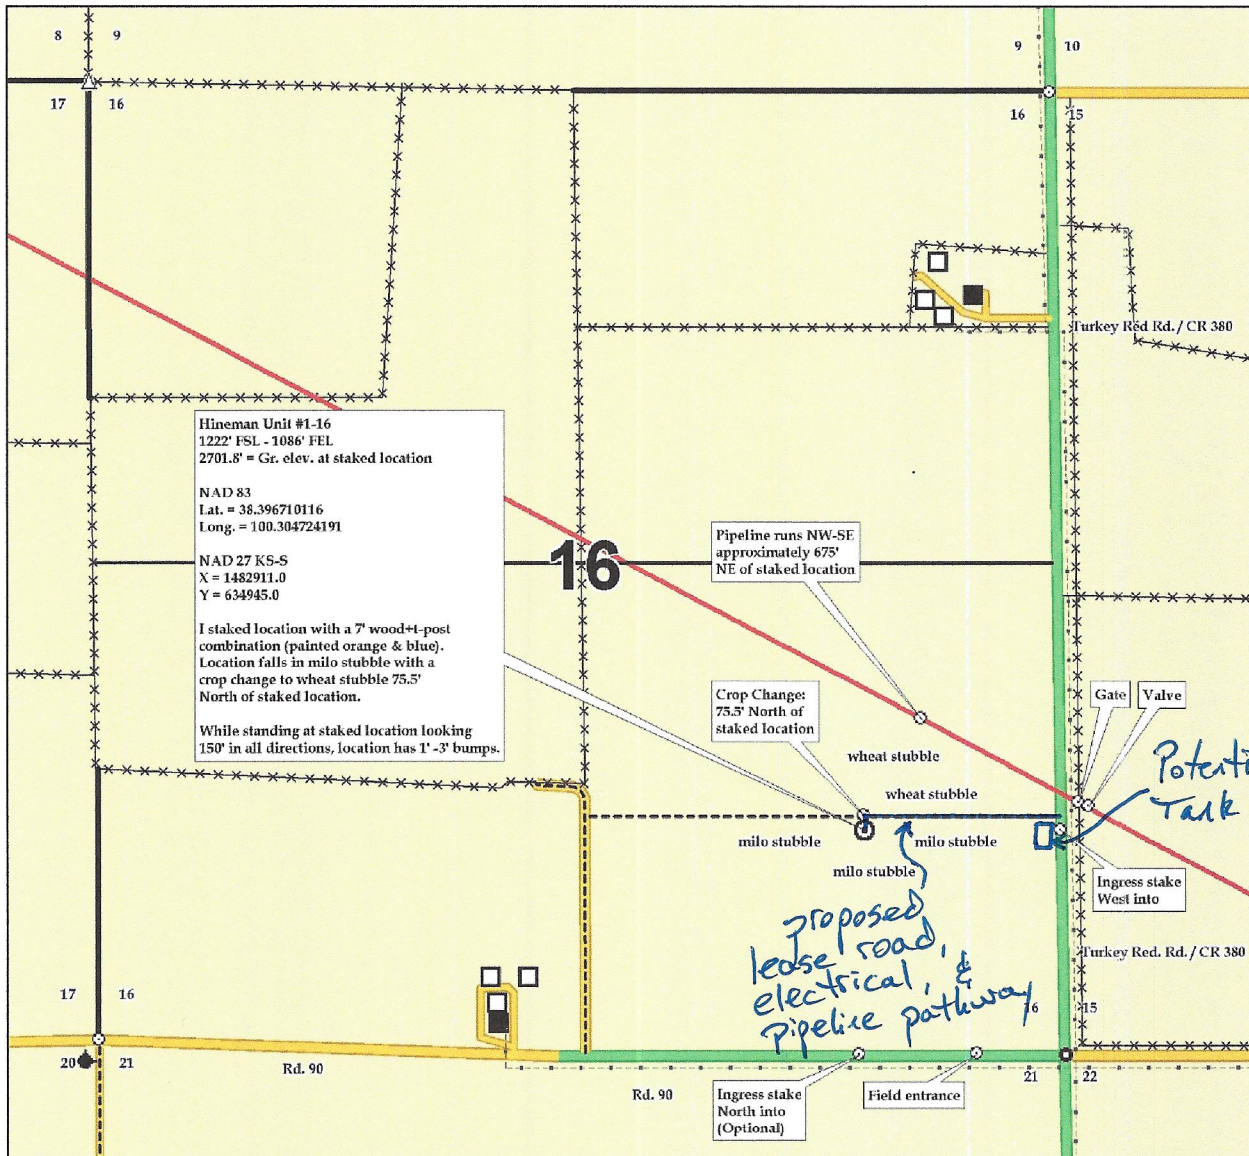 8 9
9 10
17 16
16 15
Turkey Red Rd. / CR 380
Hineman Unit #1-16
1222' FSL - 1086' FEL
2701.8' = Gr. elev. at staked location
NAD 83
Lat. = 38.396710116
Long. = 100.304724191
NAD 27 KS-S
X = 1482911.0
Y = 634945.0
I staked location with a 7' wood+t-post
combination (painted orange & blue).
Location falls in milo stubble with a
crop change to wheat stubble 75.5'
North of staked location.
While standing at staked location looking
150' in all directions, location has 1' -3' bumps.
16
Pipeline runs NW-SE
approximately 675'
NE of staked location
Crop Change:
75.5' North of
staked location
Gate
Valve
wheat stubble
wheat stubble
Tank
milo stubble
milo stubble
milo stubble
Ingress stake
West into
proposed
lease road,
electrical, &
pipeline pathway
Turkey Red. Rd. / CR 380
17 16
16 15
20 21
Rd. 90
Rd. 90
21 22
Ingress stake
North into
(Optional)
Field entrance